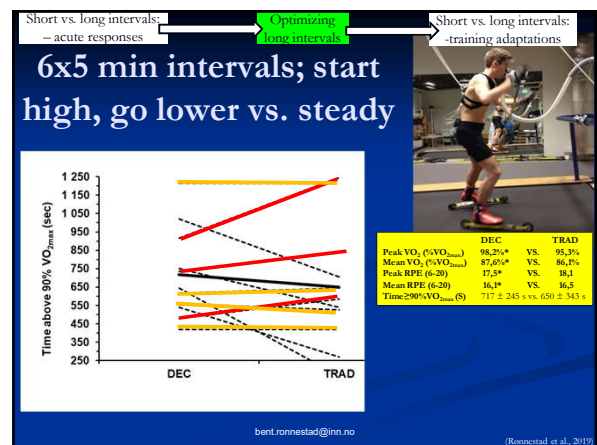 Short vs. long intervals:
– acute responses
Optimizing
long intervals
Short vs. long intervals:
-training adaptations
6x5 min intervals; start
high, go lower vs. steady
Time above 90% VO2max (sec)
1 250
1 150
1 050
950
850
750
650
550
450
350
250
DEC TRAD
DEC TRAD
Peak VO2 (%VO2max) 98,2%* VS. 95,3%
Mean VO2 (%VO2max) 87,6%* VS. 86,1%
Peak RPE (6-20) 17,5* VS. 18,1
Mean RPE (6-20) 16,1* VS. 16,5
Time≥90%VO2max (S) 717 ± 245 s vs. 650 ± 343 s
bent.ronnestad@inn.no
(Ronnestad et al., 2019)